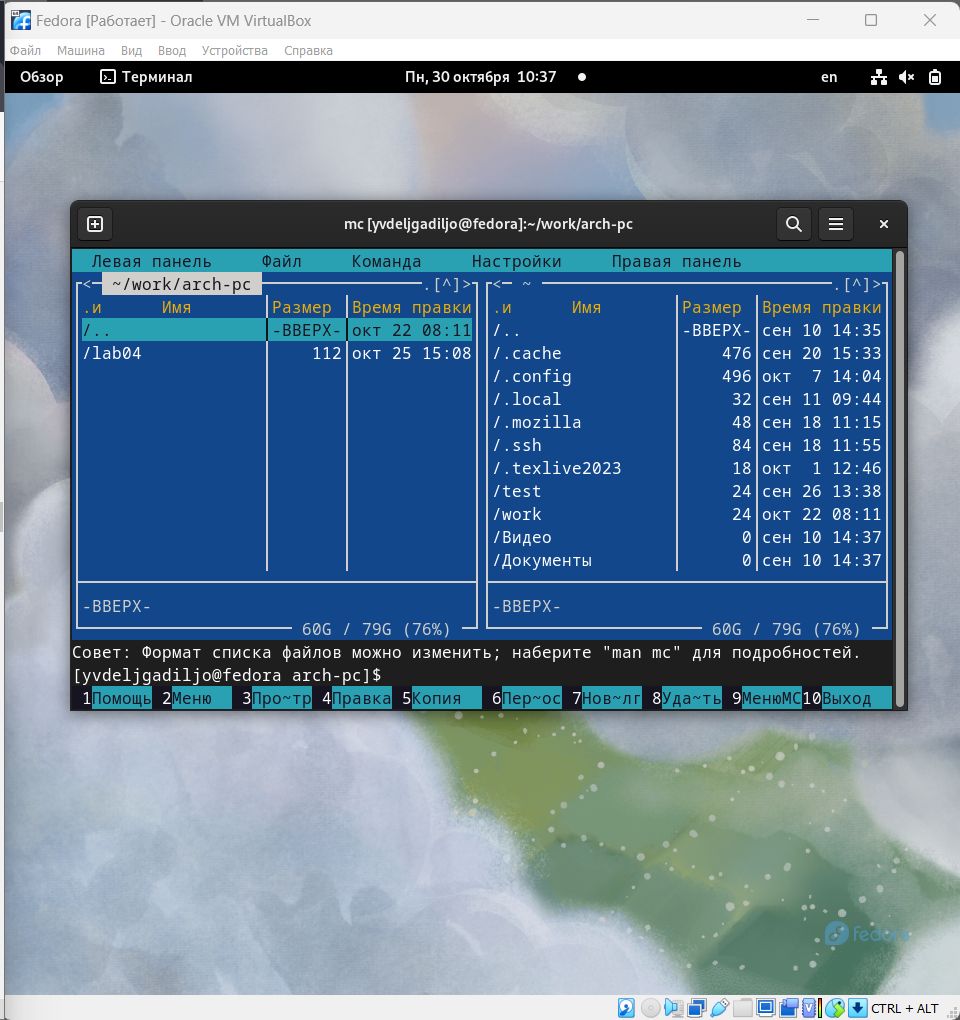 Fedora [Работает] - Oracle VM VirtualBox
Файл Машина Вид Ввод Устройства Справка
Обзор Терминал Пн, 30 октября 10:37 en
mc [yvdeljgadiljo@fedora]:~/work/arch-pc
Левая панель Файл Команда Настройки Правая панель
<─ ~/work/arch-pc .[^]>
.и Имя Размер Время правки
/.. -ВВЕРХ- окт 22 08:11
/lab04 112 окт 25 15:08
-ВВЕРХ-
60G / 79G (76%)
<─ ~ .[^]>
.и Имя Размер Время правки
/.. -ВВЕРХ- сен 10 14:35
/.cache 476 сен 20 15:33
/.config 496 окт 7 14:04
/.local 32 сен 11 09:44
/.mozilla 48 сен 18 11:15
/.ssh 84 сен 18 11:55
/.texlive2023 18 окт 1 12:46
/test 24 сен 26 13:38
/work 24 окт 22 08:11
/Видео 0 сен 10 14:37
/Документы 0 сен 10 14:37
-ВВЕРХ-
60G / 79G (76%)
Совет: Формат списка файлов можно изменить; наберите "man mc" для подробностей.
[yvdeljgadiljo@fedora arch-pc]$
1Помощь 2Меню 3Про~тр 4Правка 5Копия 6Пер~ос 7Нов~лг 8Уда~ть 9МенюMC 10Выход
fedora
CTRL + ALT